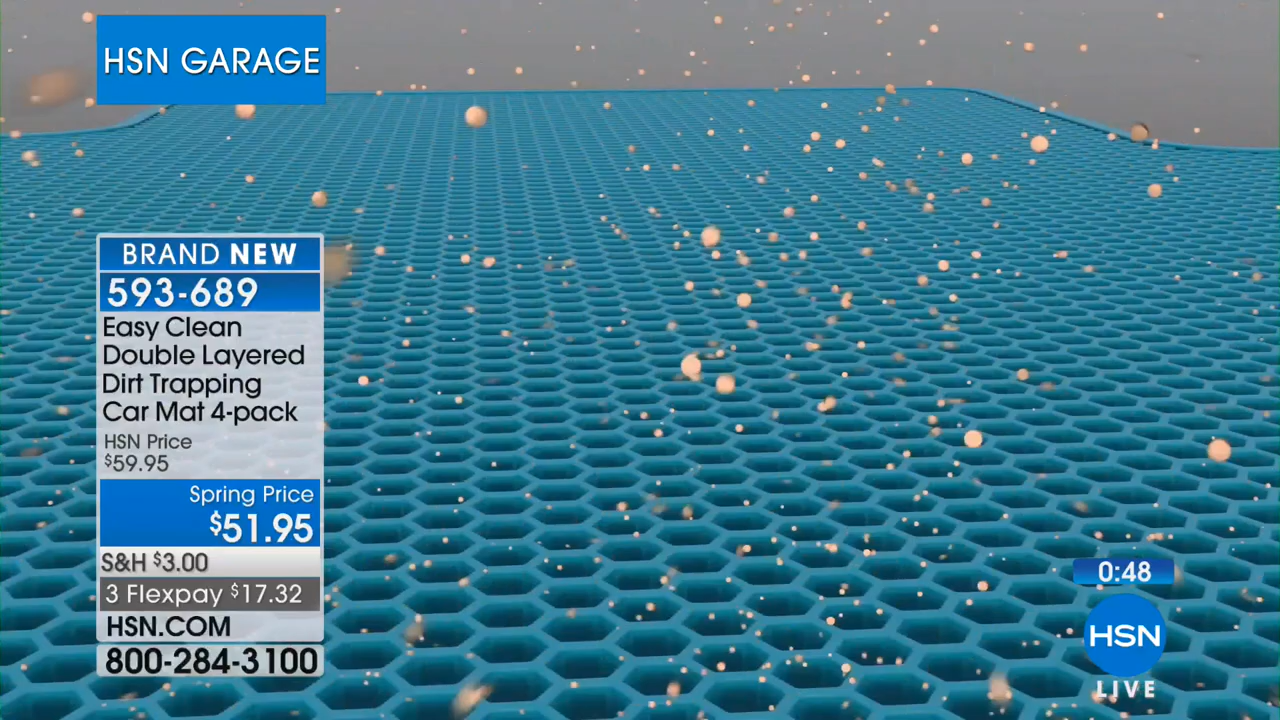 HSN GARAGE
BRAND NEW
593-689
Easy Clean
Double Layered
Dirt Trapping
Car Mat 4-pack
HSN Price
$59.95
Spring Price
$51.95
S&H $3.00
3 Flexpay $17.32
HSN.COM
800-284-3100
0:48
HSN
LIVE